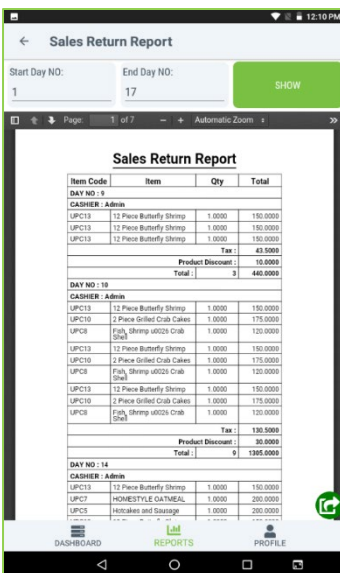 12:10 PM
Sales Return Report
Start Day NO:
1
End Day NO:
17
SHOW
Page: 1 of 7 − + Automatic Zoom
Sales Return Report
Item Code Item Qty Total
DAY NO : 9
CASHIER : Admin
UPC13 12 Piece Butterfly Shrimp 1.0000 150.0000
UPC13 12 Piece Butterfly Shrimp 1.0000 150.0000
UPC13 12 Piece Butterfly Shrimp 1.0000 150.0000
Tax : 43.5000
Product Discount : 10.0000
Total : 3 440.0000
DAY NO : 10
CASHIER : Admin
UPC13 12 Piece Butterfly Shrimp 1.0000 150.0000
UPC10 2 Piece Grilled Crab Cakes 1.0000 175.0000
UPC8 Fish, Shrimp u0026 Crab 1.0000 120.0000
Shell
UPC13 12 Piece Butterfly Shrimp 1.0000 150.0000
UPC10 2 Piece Grilled Crab Cakes 1.0000 175.0000
UPC8 Fish, Shrimp u0026 Crab 1.0000 120.0000
Shell
UPC13 12 Piece Butterfly Shrimp 1.0000 150.0000
UPC10 2 Piece Grilled Crab Cakes 1.0000 175.0000
UPC8 Fish, Shrimp u0026 Crab 1.0000 120.0000
Shell
Tax : 130.5000
Product Discount : 30.0000
Total : 9 1305.0000
DAY NO : 14
CASHIER : Admin
UPC13 12 Piece Butterfly Shrimp 1.0000 150.0000
UPC7 HOMESTYLE OATMEAL 1.0000 200.0000
UPC5 Hotcakes and Sausage 1.0000 200.0000
DASHBOARD REPORTS PROFILE